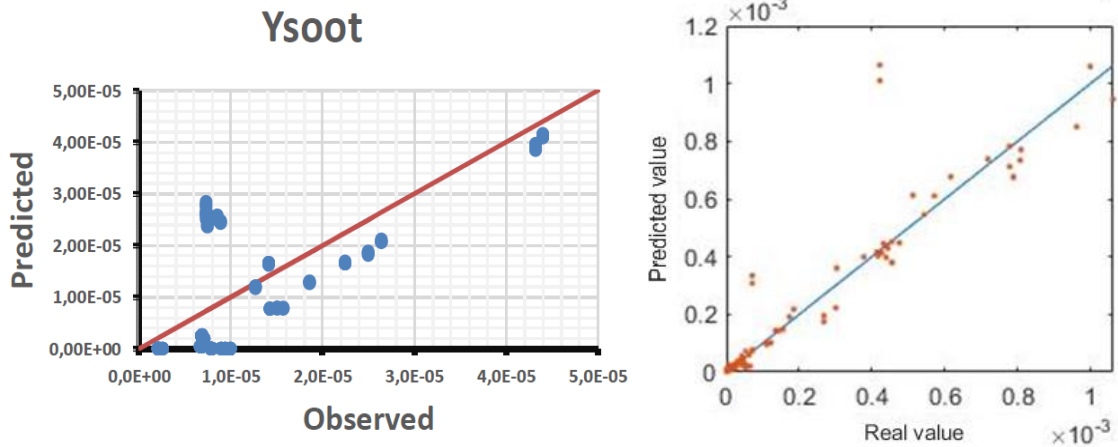 Ysoot
5,00E-05
4,00E-05
3,00E-05
2,00E-05
1,00E-05
0,00E+00
0,0E+00 1,0E-05 2,0E-05 3,0E-05 4,0E-05 5,0E-05
Predicted
Observed
×10⁻³
1.2
1
0.8
0.6
0.4
0.2
0
0 0.2 0.4 0.6 0.8 1
Predicted value
Real value ×10⁻³